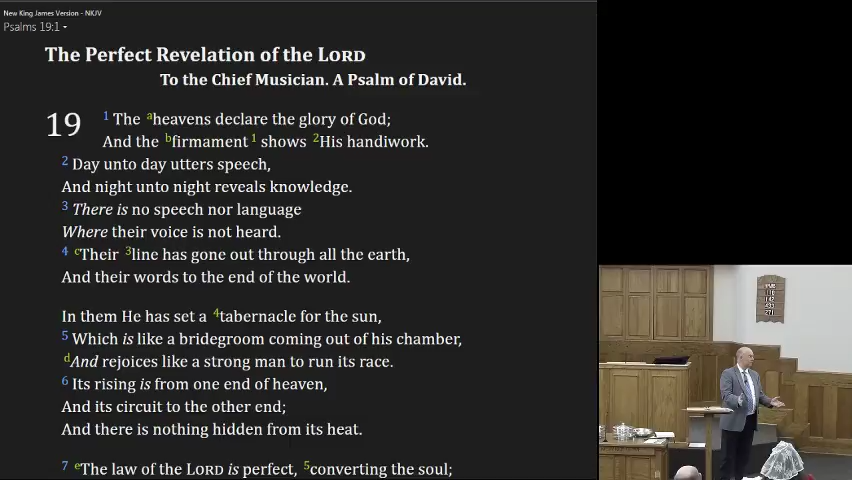 New King James Version - NKJV
Psalms 19:1
The Perfect Revelation of the LORD
To the Chief Musician. A Psalm of David.
19 1 The aheavens declare the glory of God;
And the bfirmament 1 shows 2His handiwork.
2 Day unto day utters speech,
And night unto night reveals knowledge.
3 There is no speech nor language
Where their voice is not heard.
4 cTheir 3line has gone out through all the earth,
And their words to the end of the world.
In them He has set a 4tabernacle for the sun,
5 Which is like a bridegroom coming out of his chamber,
dAnd rejoices like a strong man to run its race.
6 Its rising is from one end of heaven,
And its circuit to the other end;
And there is nothing hidden from its heat.
7 eThe law of the LORD is perfect, 5converting the soul;